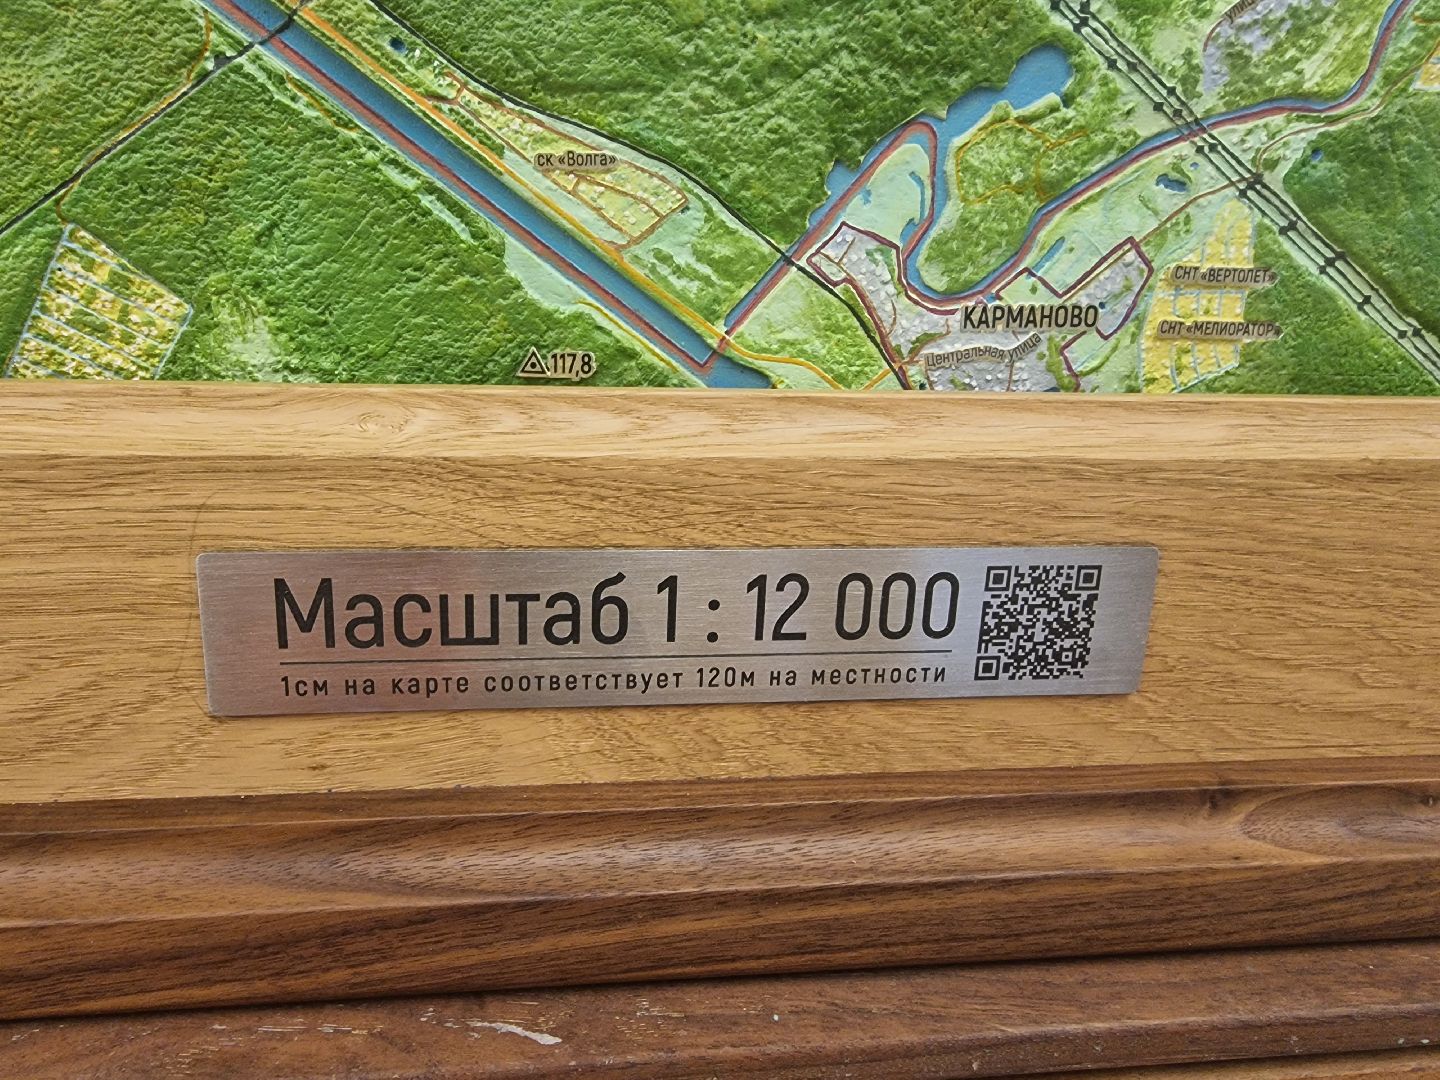 ск «Волга»
СНТ «ВЕРТОЛЕТ»
КАРМАНОВО
СНТ «МЕЛИОРАТОР»
Центральная улица
117,8
Масштаб 1 : 12 000
1см на карте соответствует 120м на местности